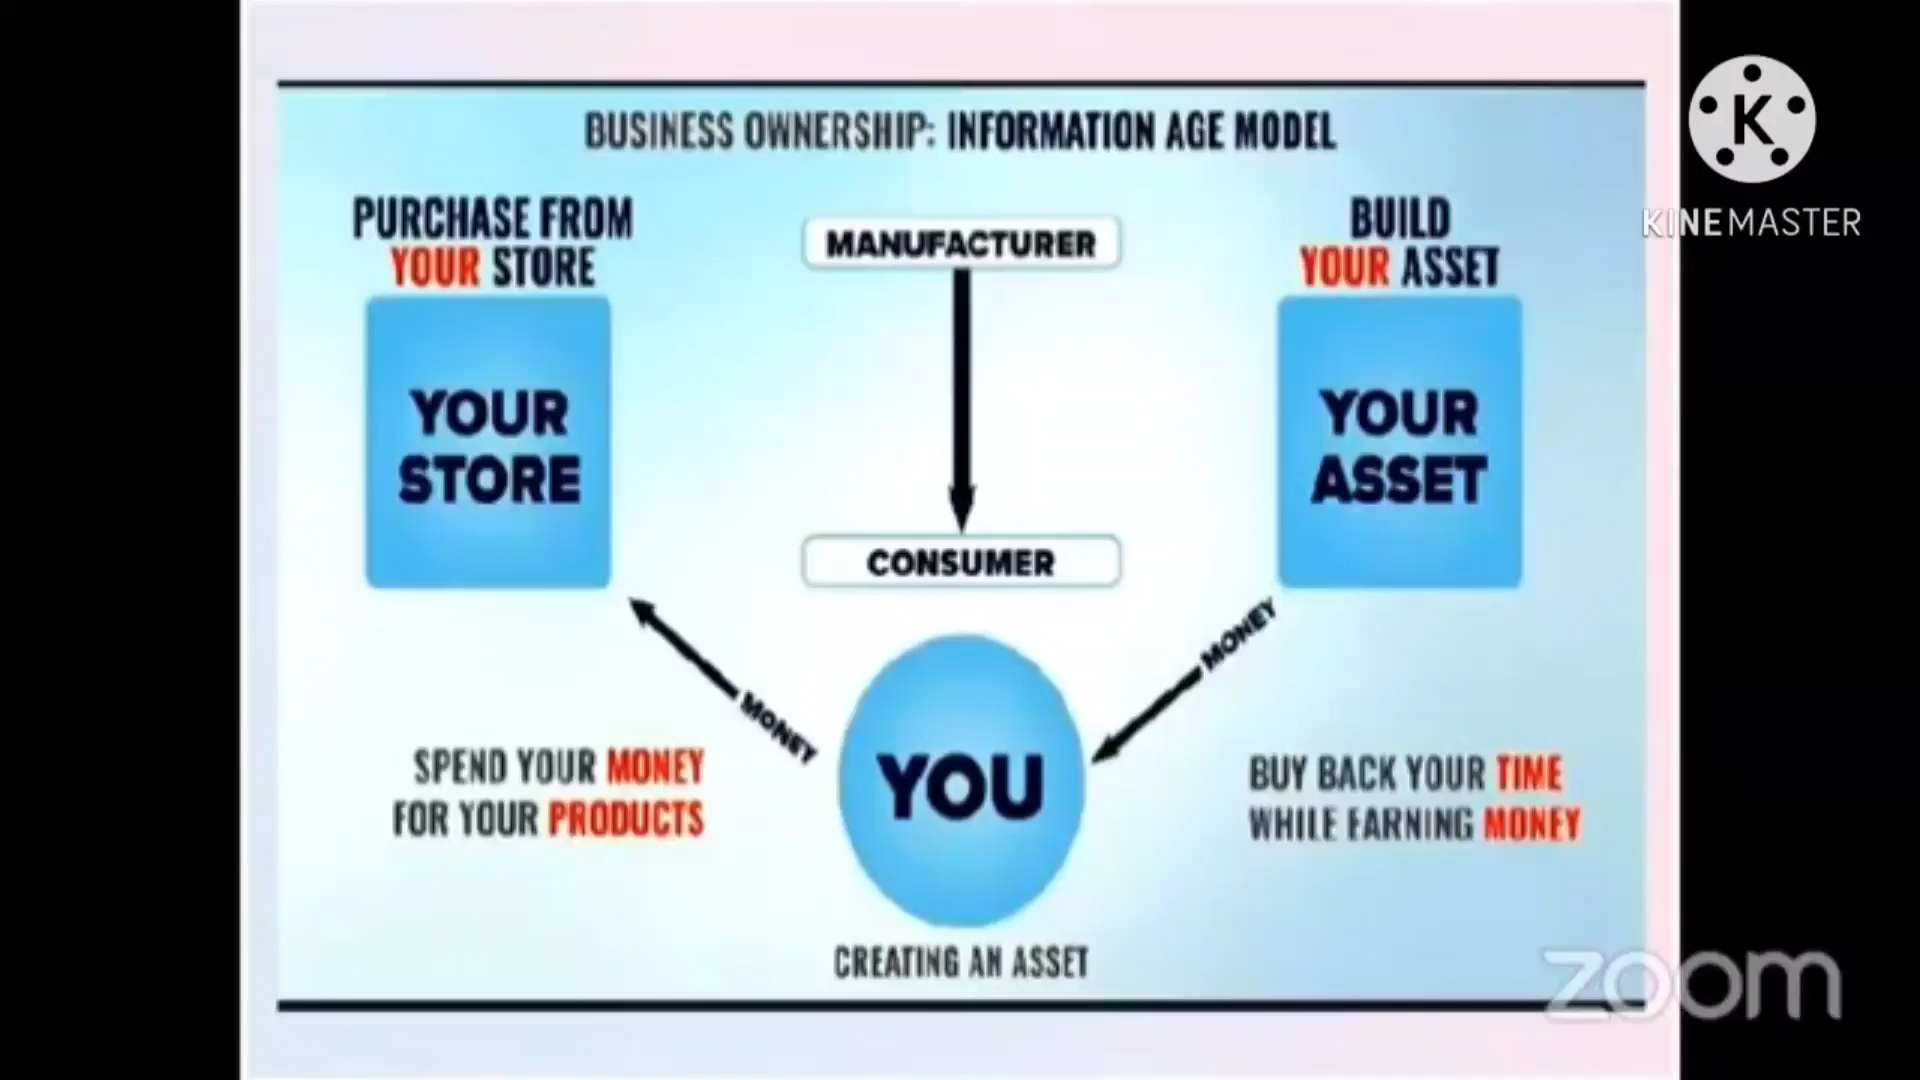 BUSINESS OWNERSHIP: INFORMATION AGE MODEL
PURCHASE FROM
YOUR STORE
YOUR
STORE
MANUFACTURER
CONSUMER
BUILD
YOUR ASSET
YOUR
ASSET
MONEY
MONEY
SPEND YOUR MONEY
FOR YOUR PRODUCTS
YOU
BUY BACK YOUR TIME
WHILE EARNING MONEY
CREATING AN ASSET
K
KINEMASTER
zoom